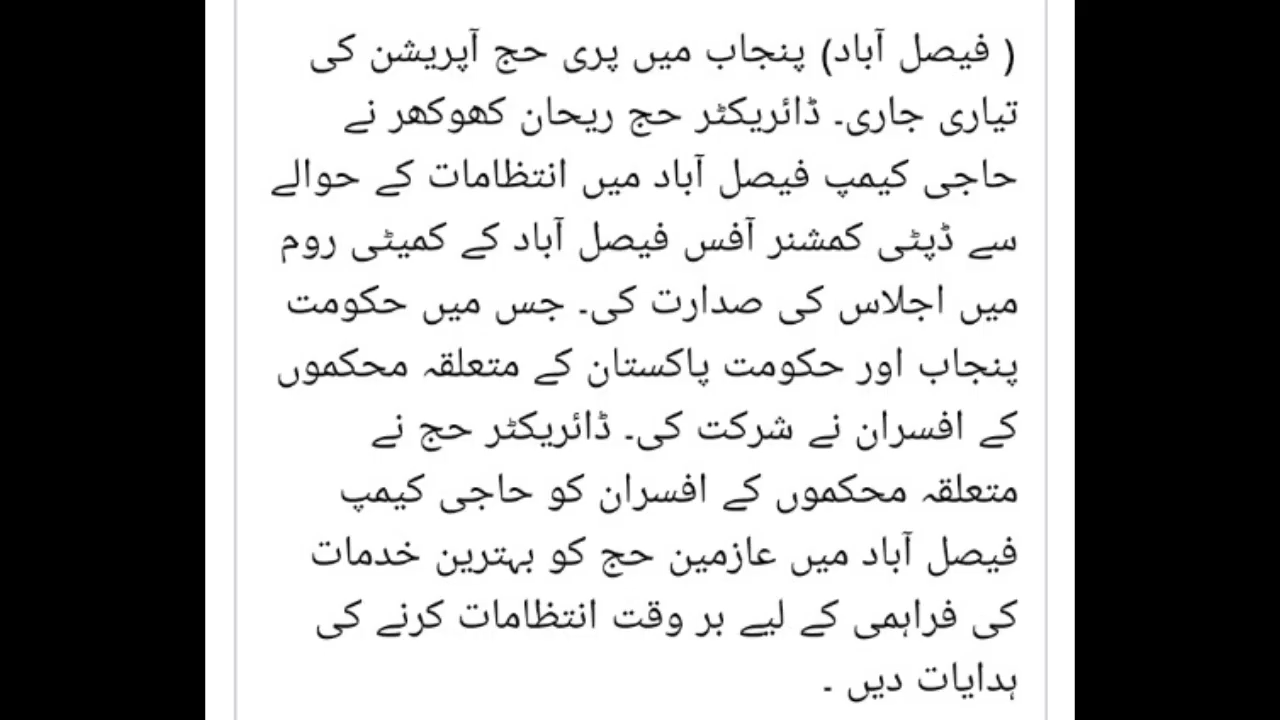 ( فیصل آباد) پنجاب میں پری حج آپریشن کی
تیاری جاری۔ ڈائریکٹر حج ریحان کھوکھر نے
حاجی کیمپ فیصل آباد میں انتظامات کے حوالے
سے ڈپٹی کمشنر آفس فیصل آباد کے کمیٹی روم
میں اجلاس کی صدارت کی۔ جس میں حکومت
پنجاب اور حکومت پاکستان کے متعلقہ محکموں
کے افسران نے شرکت کی۔ ڈائریکٹر حج نے
متعلقہ محکموں کے افسران کو حاجی کیمپ
فیصل آباد میں عازمین حج کو بہترین خدمات
کی فراہمی کے لیے بر وقت انتظامات کرنے کی
ہدایات دیں ۔